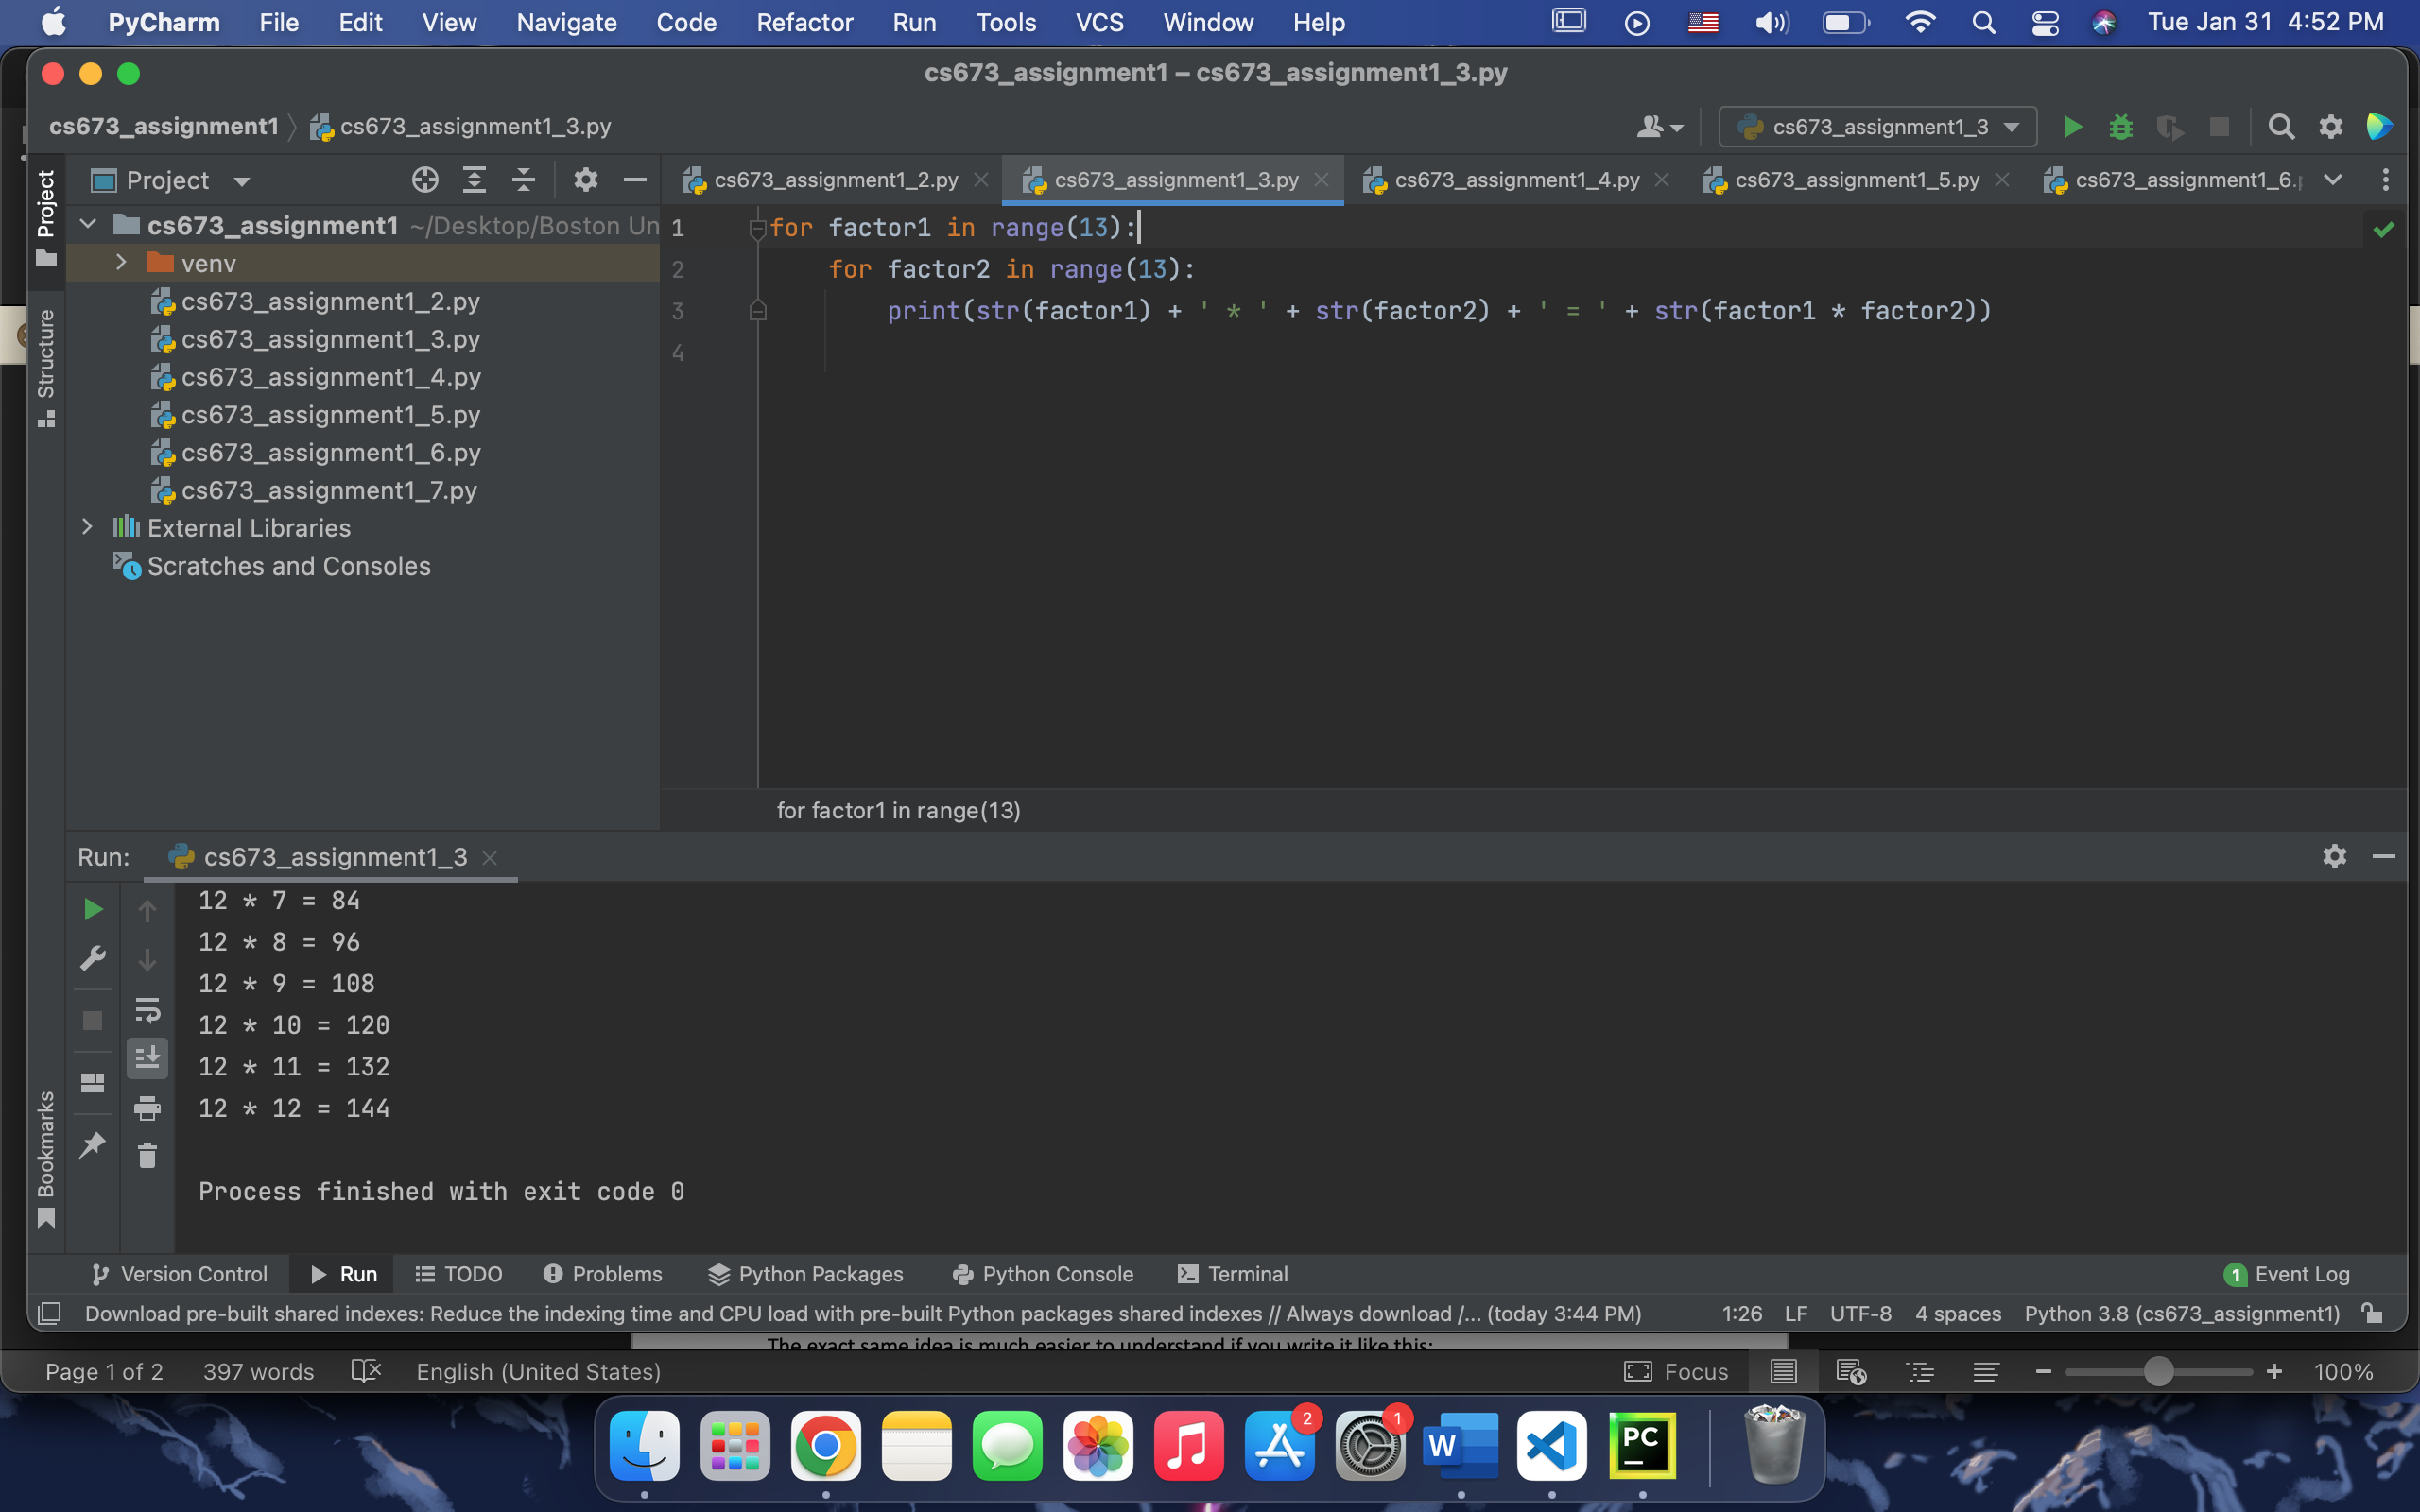 PyCharm File Edit View Navigate Code Refactor Run Tools VCS Window Help Tue Jan 31 4:52 PM
cs673_assignment1 – cs673_assignment1_3.py
cs673_assignment1 cs673_assignment1_3.py cs673_assignment1_3
Project cs673_assignment1_2.py cs673_assignment1_3.py cs673_assignment1_4.py cs673_assignment1_5.py cs673_assignment1_6.p
Project
Structure
Bookmarks
cs673_assignment1 ~/Desktop/Boston Un
venv
cs673_assignment1_2.py
cs673_assignment1_3.py
cs673_assignment1_4.py
cs673_assignment1_5.py
cs673_assignment1_6.py
cs673_assignment1_7.py
External Libraries
Scratches and Consoles
1 for factor1 in range(13):
2 for factor2 in range(13):
3 print(str(factor1) + ' * ' + str(factor2) + ' = ' + str(factor1 * factor2))
4
for factor1 in range(13)
Run: cs673_assignment1_3
12 * 7 = 84
12 * 8 = 96
12 * 9 = 108
12 * 10 = 120
12 * 11 = 132
12 * 12 = 144
Process finished with exit code 0
Version Control Run TODO Problems Python Packages Python Console Terminal 1 Event Log
Download pre-built shared indexes: Reduce the indexing time and CPU load with pre-built Python packages shared indexes // Always download /... (today 3:44 PM) 1:26 LF UTF-8 4 spaces Python 3.8 (cs673_assignment1)
The exact same idea is much easier to understand if you write it like this:
Page 1 of 2 397 words English (United States) Focus 100%
2 1 W PC